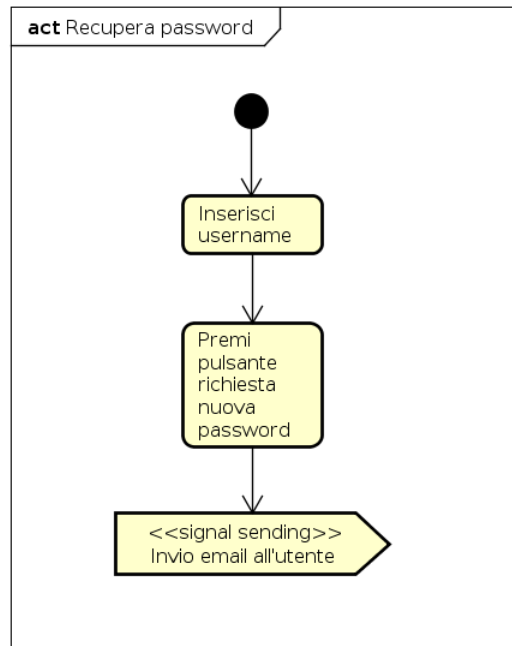 act Recupera password
Inserisci
username
Premi
pulsante
richiesta
nuova
password
<<signal sending>>
Invio email all'utente